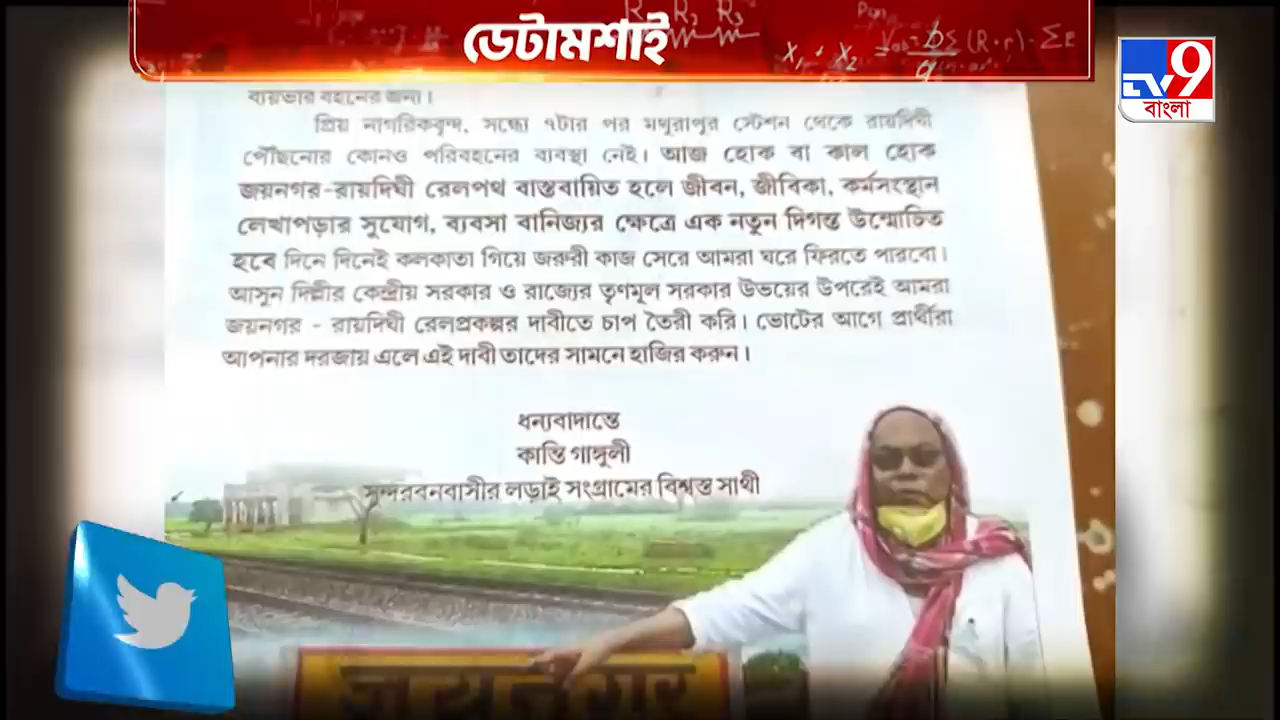 ডেটামশাই
TV9
বাংলা
ব্যয়ভার বহনের জন্য।
প্রিয় নাগরিকবৃন্দ, সন্ধ্যে ৭টার পর মথুরাপুর স্টেশন থেকে রায়দিঘী
পৌঁছনোর কোনও পরিবহনের ব্যবস্থা নেই। আজ হোক বা কাল হোক
জয়নগর-রায়দিঘী রেলপথ বাস্তবায়িত হলে জীবন, জীবিকা, কর্মসংস্থান
লেখাপড়ার সুযোগ, ব্যবসা বানিজ্যর ক্ষেত্রে এক নতুন দিগন্ত উন্মোচিত
হবে দিনে দিনেই কলকাতা গিয়ে জরুরী কাজ সেরে আমরা ঘরে ফিরতে পারবো।
আসুন দিল্লীর কেন্দ্রীয় সরকার ও রাজ্যের তৃণমূল সরকার উভয়ের উপরেই আমরা
জয়নগর - রায়দিঘী রেলপ্রকল্পর দাবীতে চাপ তৈরী করি। ভোটের আগে প্রার্থীরা
আপনার দরজায় এলে এই দাবী তাদের সামনে হাজির করুন।
ধন্যবাদান্তে
কান্তি গাঙ্গুলী
সুন্দরবনবাসীর লড়াই সংগ্রামের বিশ্বস্ত সাথী
জয়নগর